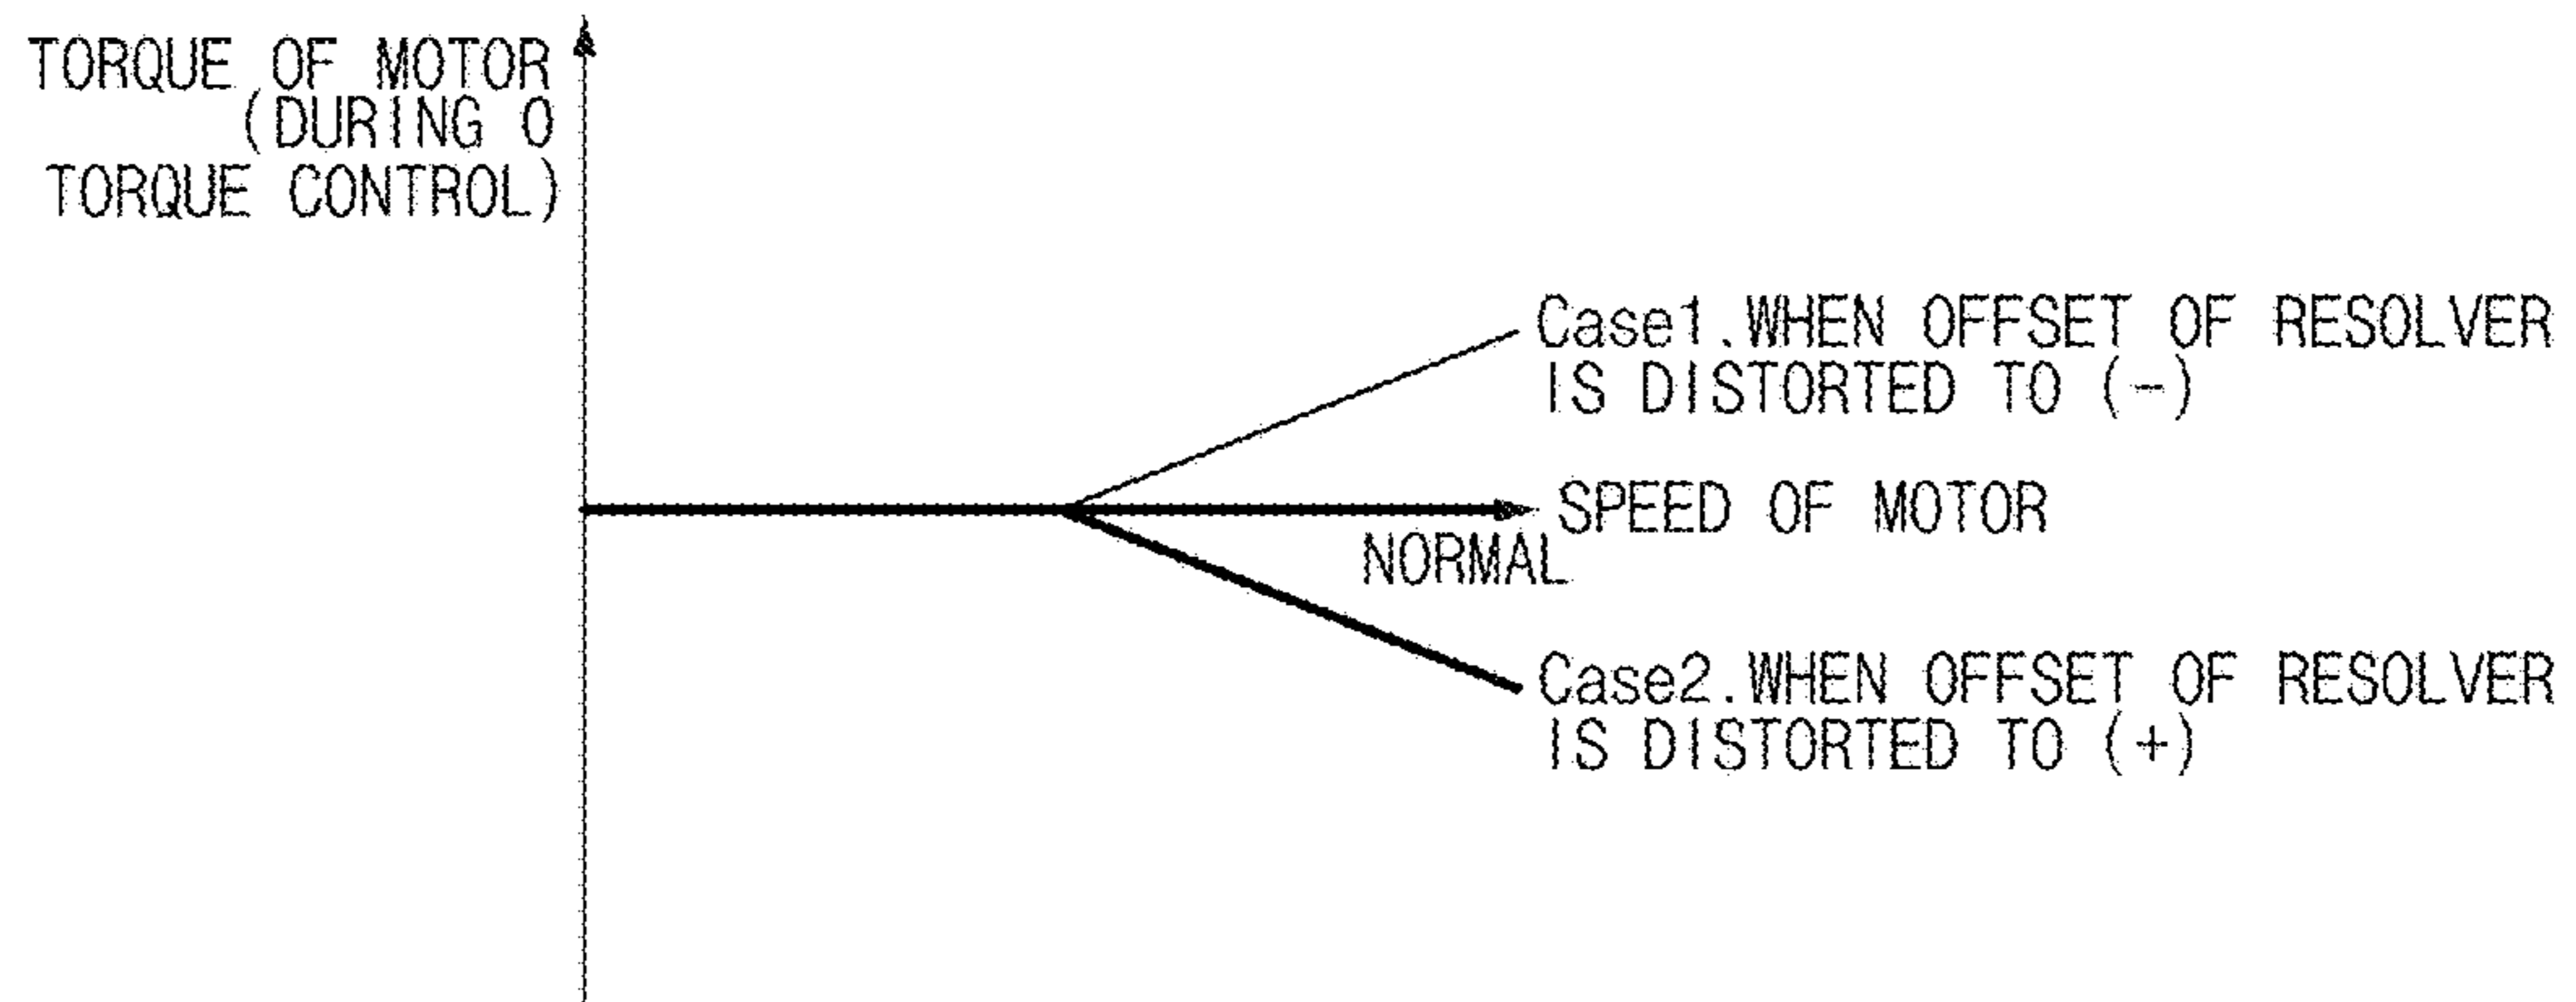 TORQUE OF MOTOR
(DURING 0
TORQUE CONTROL)
Case1.WHEN OFFSET OF RESOLVER
IS DISTORTED TO (-)
SPEED OF MOTOR
NORMAL
Case2.WHEN OFFSET OF RESOLVER
IS DISTORTED TO (+)